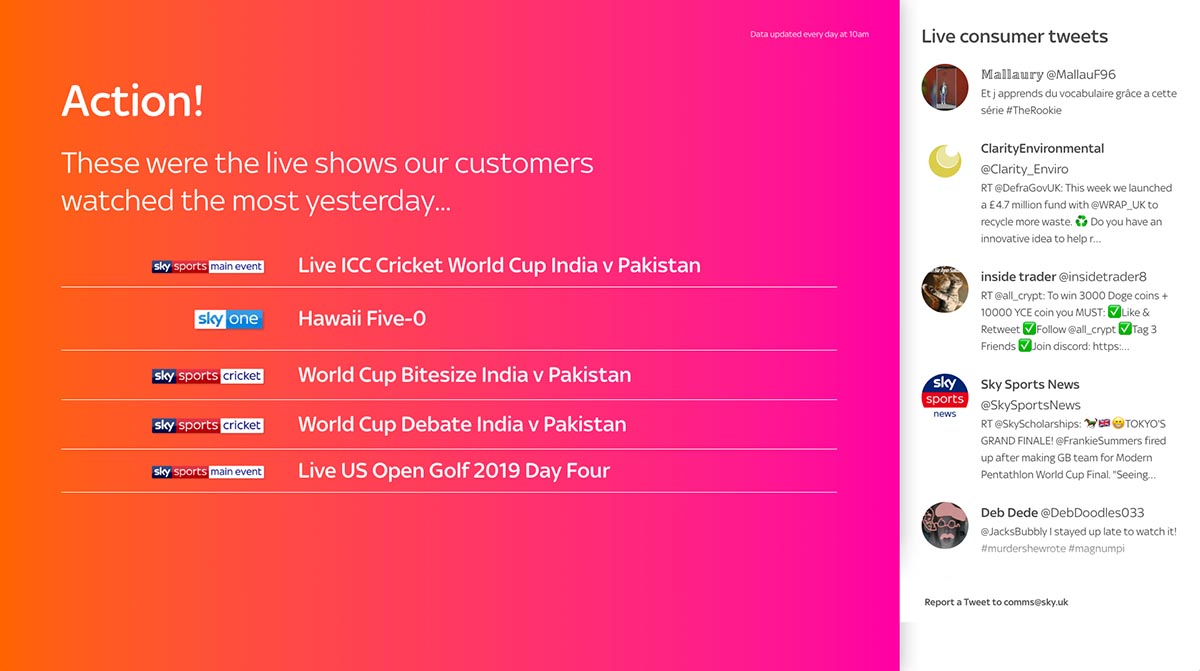 Data updated every day at 10am
Action!
These were the live shows our customers
watched the most yesterday...
sky sports main event Live ICC Cricket World Cup India v Pakistan
sky one Hawaii Five-0
sky sports cricket World Cup Bitesize India v Pakistan
sky sports cricket World Cup Debate India v Pakistan
sky sports main event Live US Open Golf 2019 Day Four
Live consumer tweets
𝕄𝕒𝕝𝕝𝕒𝕦𝕣𝕪 @MallauF96
Et j apprends du vocabulaire grâce a cette
série #TheRookie
ClarityEnvironmental
@Clarity_Enviro
RT @DefraGovUK: This week we launched
a £4.7 million fund with @WRAP_UK to
recycle more waste. ♻️ Do you have an
innovative idea to help r...
inside trader @insidetrader8
RT @all_crypt: To win 3000 Doge coins +
10000 YCE coin you MUST: ✅Like &
Retweet ✅Follow @all_crypt ✅Tag 3
Friends ✅Join discord: https:...
sky
sports
news
Sky Sports News
@SkySportsNews
RT @SkyScholarships: 🐎🇬🇧😁TOKYO'S
GRAND FINALE! @FrankieSummers fired
up after making GB team for Modern
Pentathlon World Cup Final. "Seeing...
Deb Dede @DebDoodles033
@JacksBubbly I stayed up late to watch it!
#murdershewrote #magnumpi
Report a Tweet to comms@sky.uk